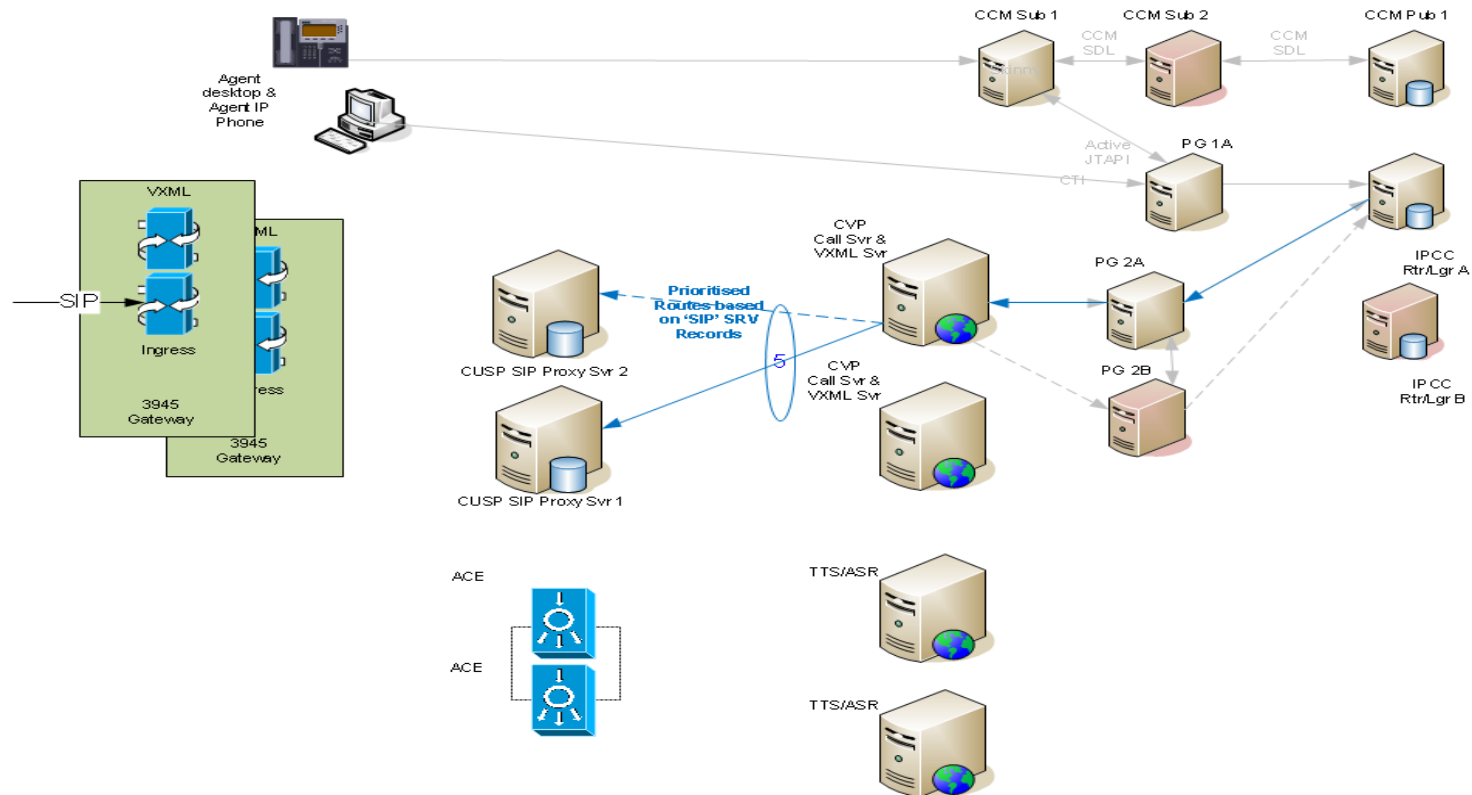 CCM Sub 1
CCM Sub 2
CCM Pub 1
CCM
SDL
CCM
SDL
Skinny
Agent
desktop &
Agent IP
Phone
Active
JTAPI
PG 1A
CTI
VXML
ML
SIP
Ingress
ress
3945
Gateway
3945
Gateway
CVP
Call Svr &
VXML Svr
Prioritised
Routes based
on ‘SIP’ SRV
Records
5
PG 2A
IPCC
Rtr/Lgr A
CUSP SIP Proxy Svr 2
CVP
Call Svr &
VXML Svr
PG 2B
IPCC
Rtr/Lgr B
CUSP SIP Proxy Svr 1
ACE
TTS/ASR
ACE
TTS/ASR